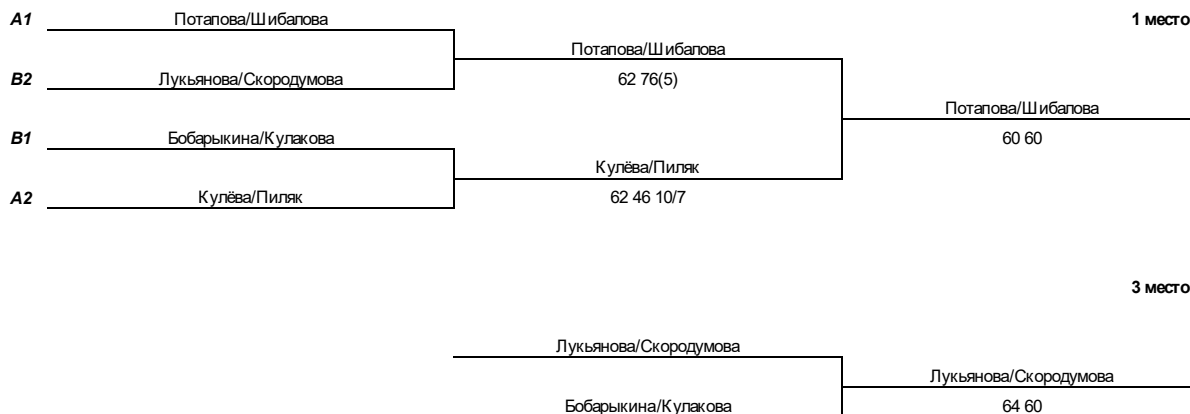 A1 Потапова/Шибалова 1 место
Потапова/Шибалова
B2 Лукьянова/Скородумова 62 76(5)
Потапова/Шибалова
B1 Бобарыкина/Кулакова 60 60
Кулёва/Пиляк
A2 Кулёва/Пиляк 62 46 10/7
3 место
Лукьянова/Скородумова
Лукьянова/Скородумова
Бобарыкина/Кулакова 64 60